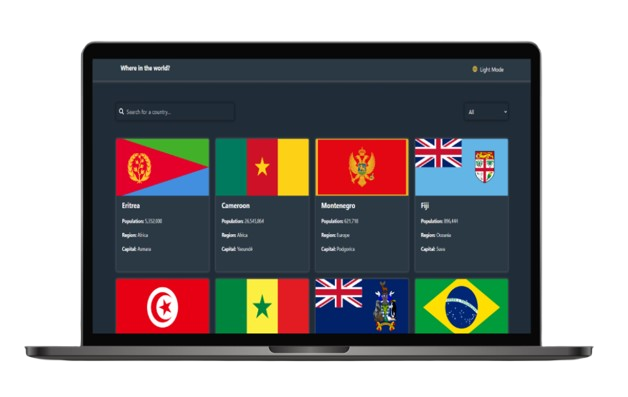 Where in the world?
Light Mode
Search for a country...
All
Eritrea
Population: 5,352,000
Region: Africa
Capital: Asmara
Cameroon
Population: 26,545,864
Region: Africa
Capital: Yaoundé
Montenegro
Population: 621,718
Region: Europe
Capital: Podgorica
Fiji
Population: 896,444
Region: Oceania
Capital: Suva